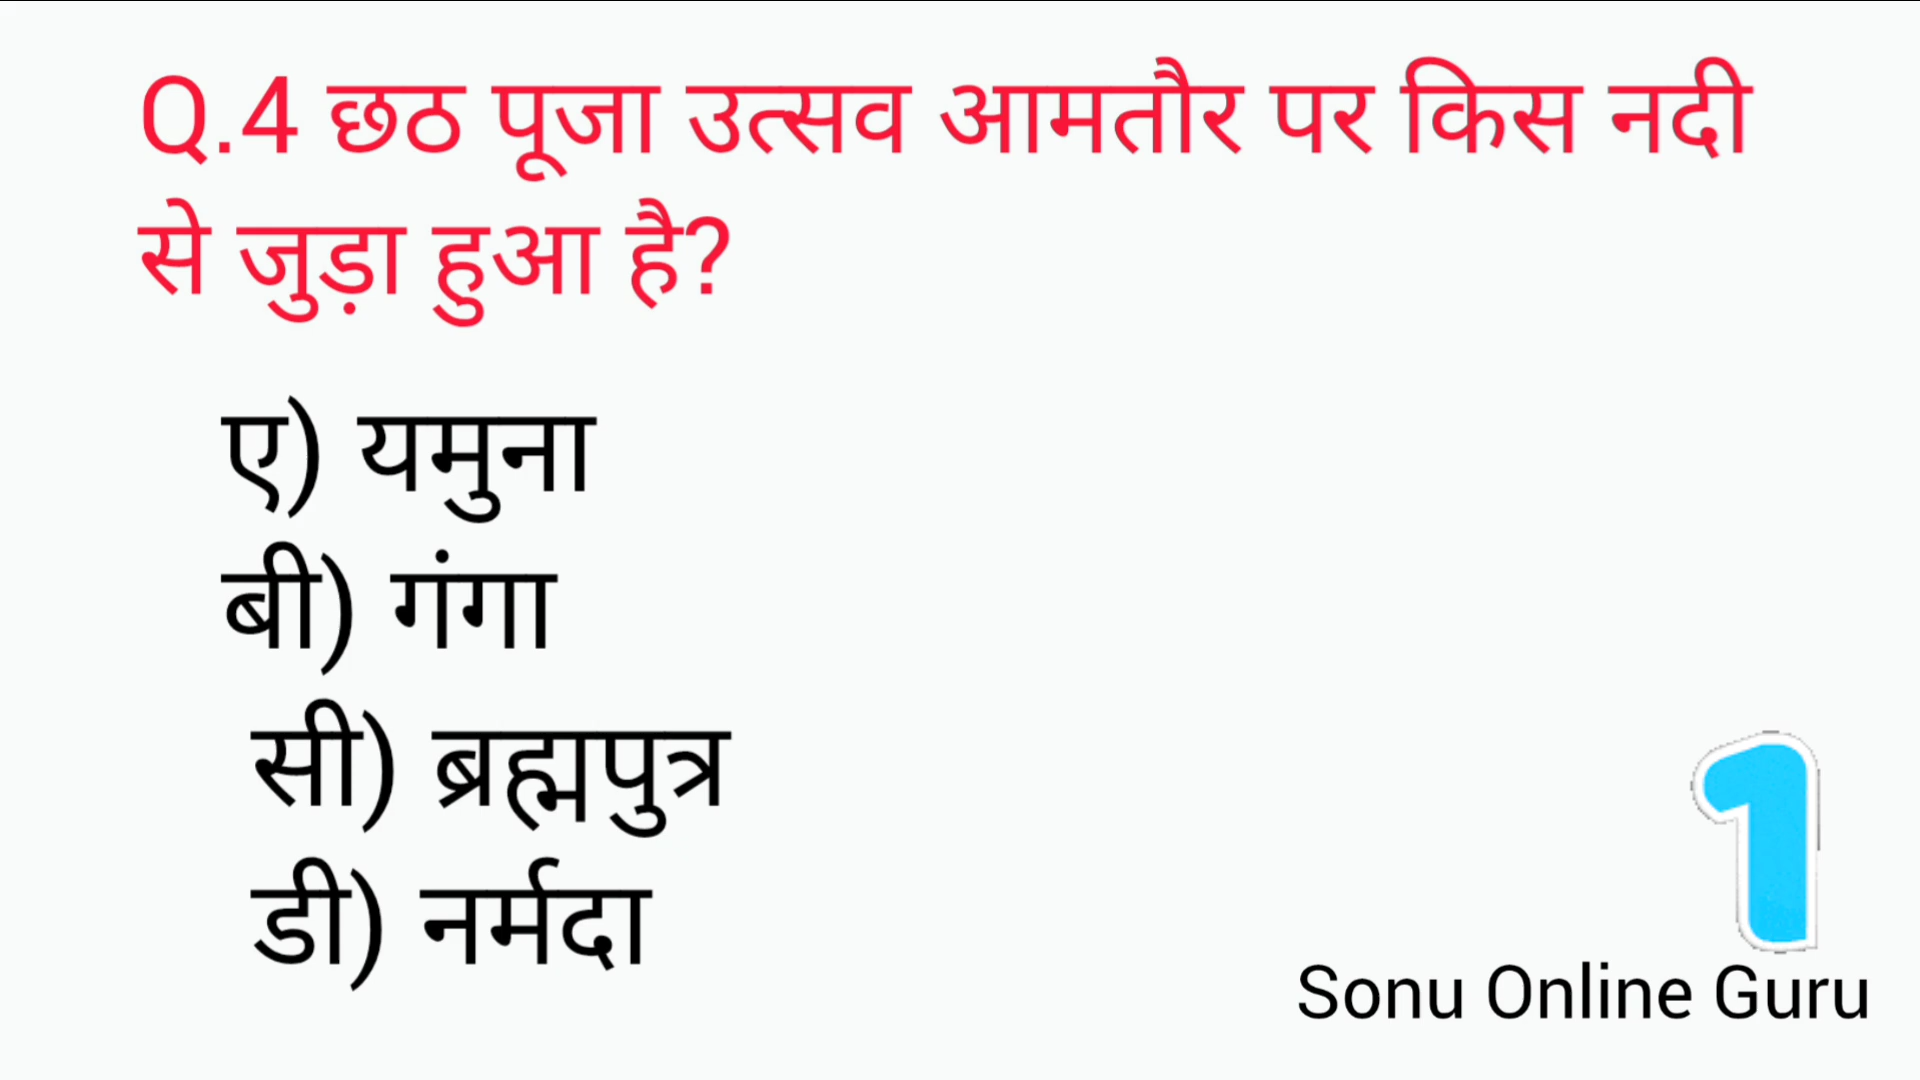 Q.4 छठ पूजा उत्सव आमतौर पर किस नदी
से जुड़ा हुआ है?
ए) यमुना
बी) गंगा
सी) ब्रह्मपुत्र
डी) नर्मदा
1
Sonu Online Guru